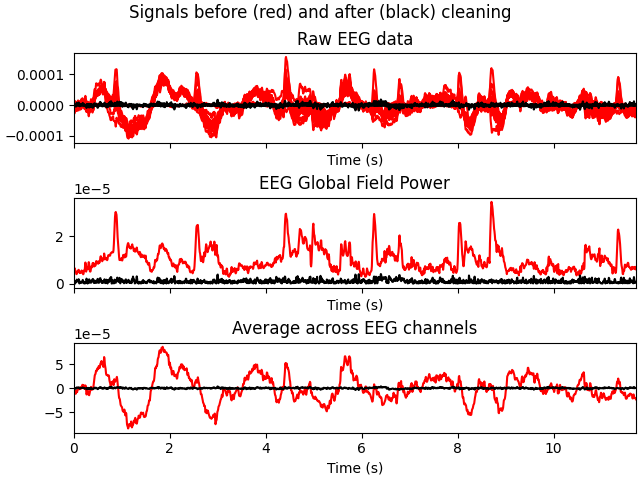 Signals before (red) and after (black) cleaning
Raw EEG data
0.0001
0.0000
−0.0001
Time (s)
EEG Global Field Power
1e−5
2
0
Time (s)
Average across EEG channels
1e−5
5
0
−5
0 2 4 6 8 10
Time (s)